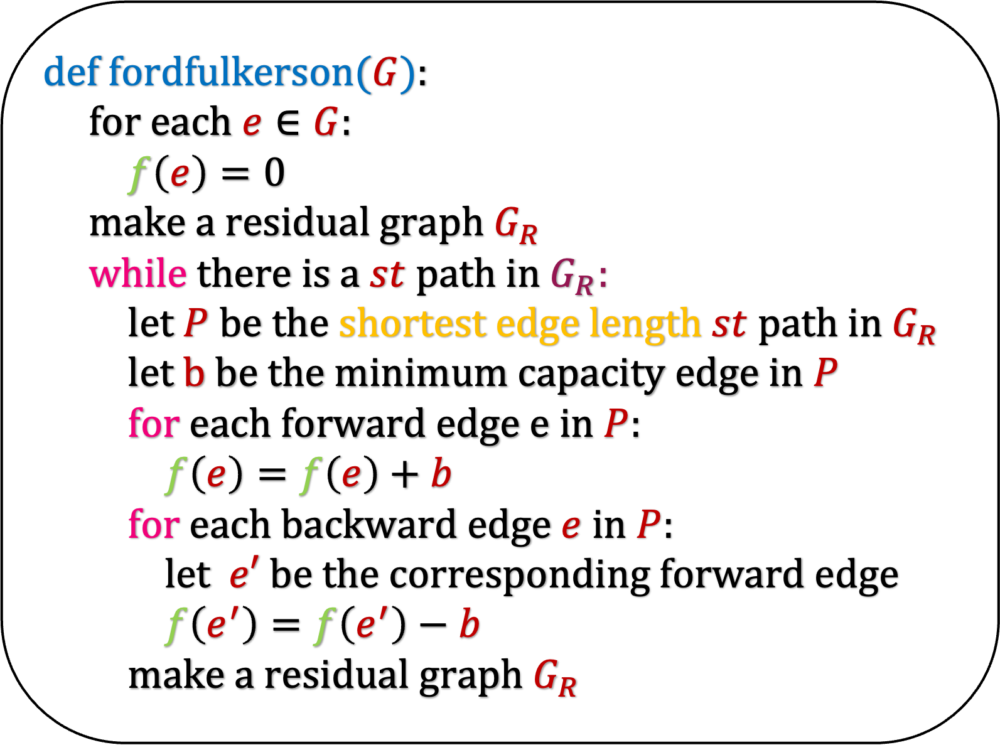 def fordfulkerson(G):
for each e ∈ G:
f(e) = 0
make a residual graph G_R
while there is a st path in G_R:
let P be the shortest edge length st path in G_R
let b be the minimum capacity edge in P
for each forward edge e in P:
f(e) = f(e) + b
for each backward edge e in P:
let e′ be the corresponding forward edge
f(e′) = f(e′) − b
make a residual graph G_R